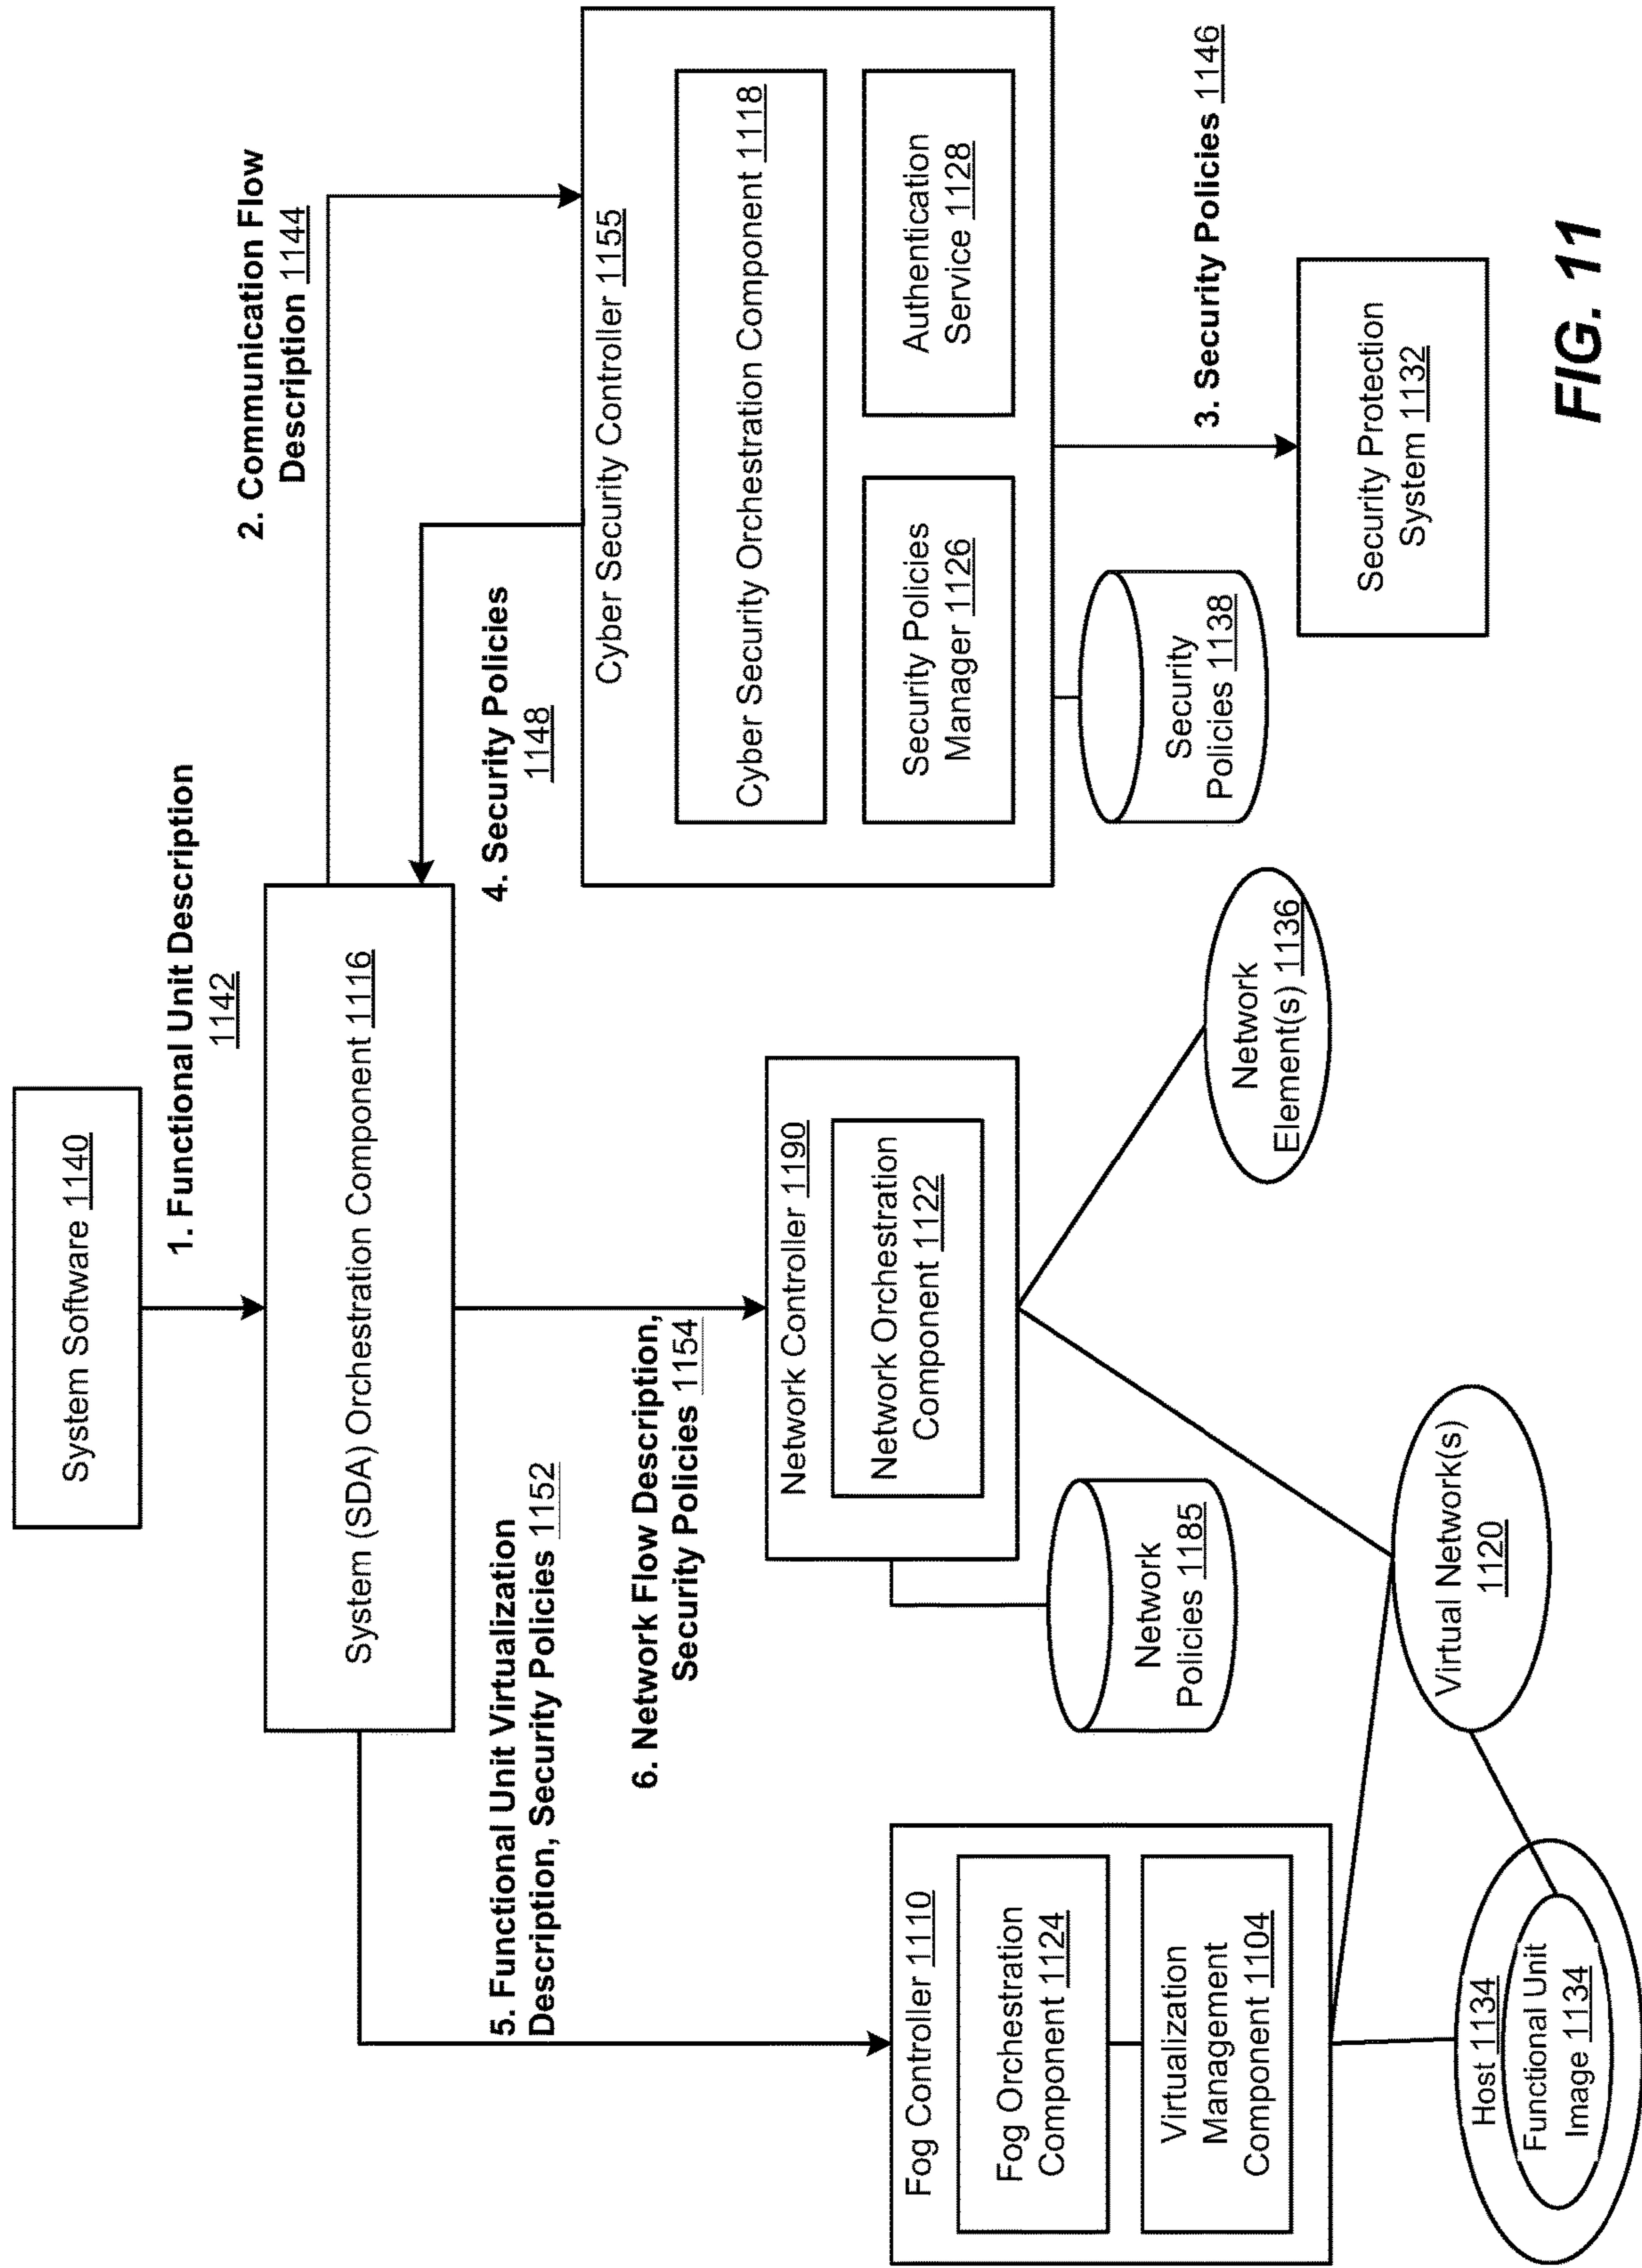 System Software 1140
1. Functional Unit Description
1142
System (SDA) Orchestration Component 1116
2. Communication Flow
Description 1144
4. Security Policies
1148
Cyber Security Controller 1155
Cyber Security Orchestration Component 1118
Security Policies
Manager 1126
Authentication
Service 1128
Security
Policies 1138
3. Security Policies 1146
Security Protection
System 1132
5. Functional Unit Virtualization
Description, Security Policies 1152
6. Network Flow Description,
Security Policies 1154
Network Controller 1190
Network Orchestration
Component 1122
Network
Policies 1185
Network
Element(s) 1136
Virtual Network(s)
1120
Fog Controller 1110
Fog Orchestration
Component 1124
Virtualization
Management
Component 1104
Host 1134
Functional Unit
Image 1134
FIG. 11